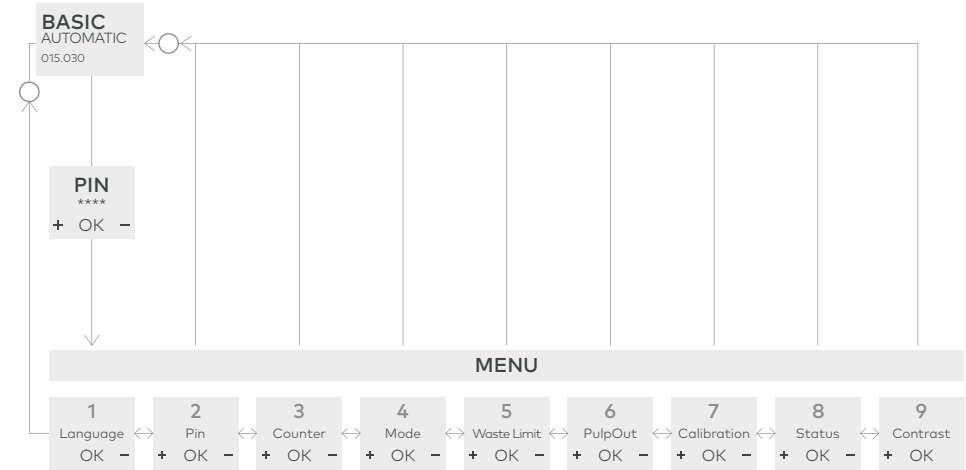 BASIC
AUTOMATIC
015.030
PIN
****
+ OK −
MENU
1
Language
OK −
2
Pin
+ OK −
3
Counter
+ OK −
4
Mode
+ OK −
5
Waste Limit
+ OK −
6
PulpOut
+ OK −
7
Calibration
+ OK −
8
Status
+ OK −
9
Contrast
+ OK